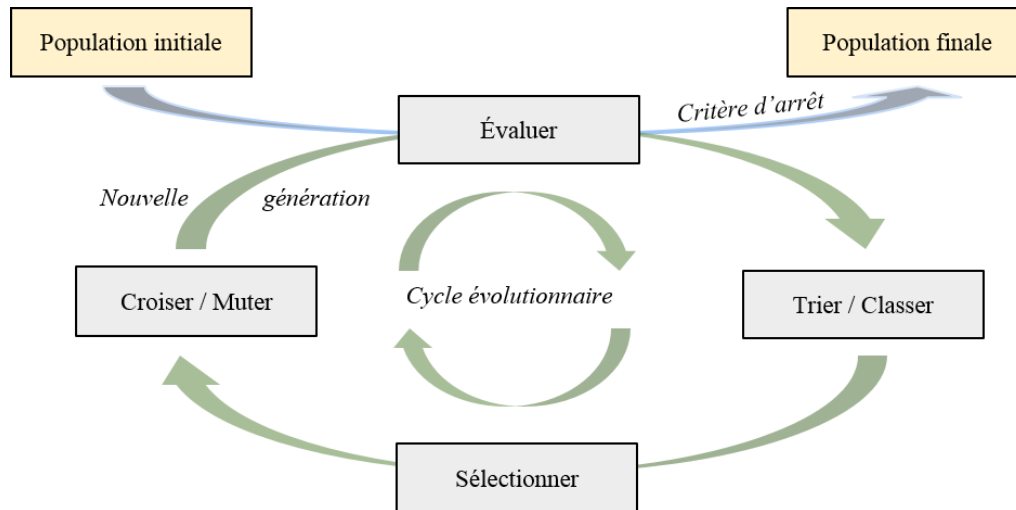 Population initiale
Population finale
Critère d'arrêt
Évaluer
Nouvelle génération
Croiser / Muter
Cycle évolutionnaire
Trier / Classer
Sélectionner